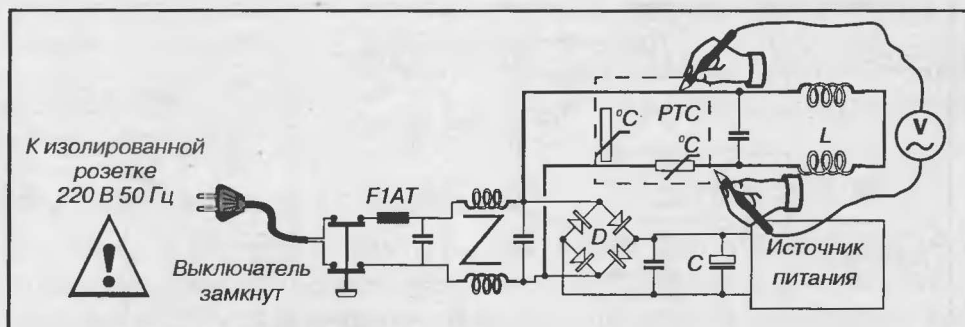 К изолированной
розетке
220 В 50 Гц
!
Выключатель
замкнут
F1AT
D
C
°C
PTC
°C
L
V
Источник
питания